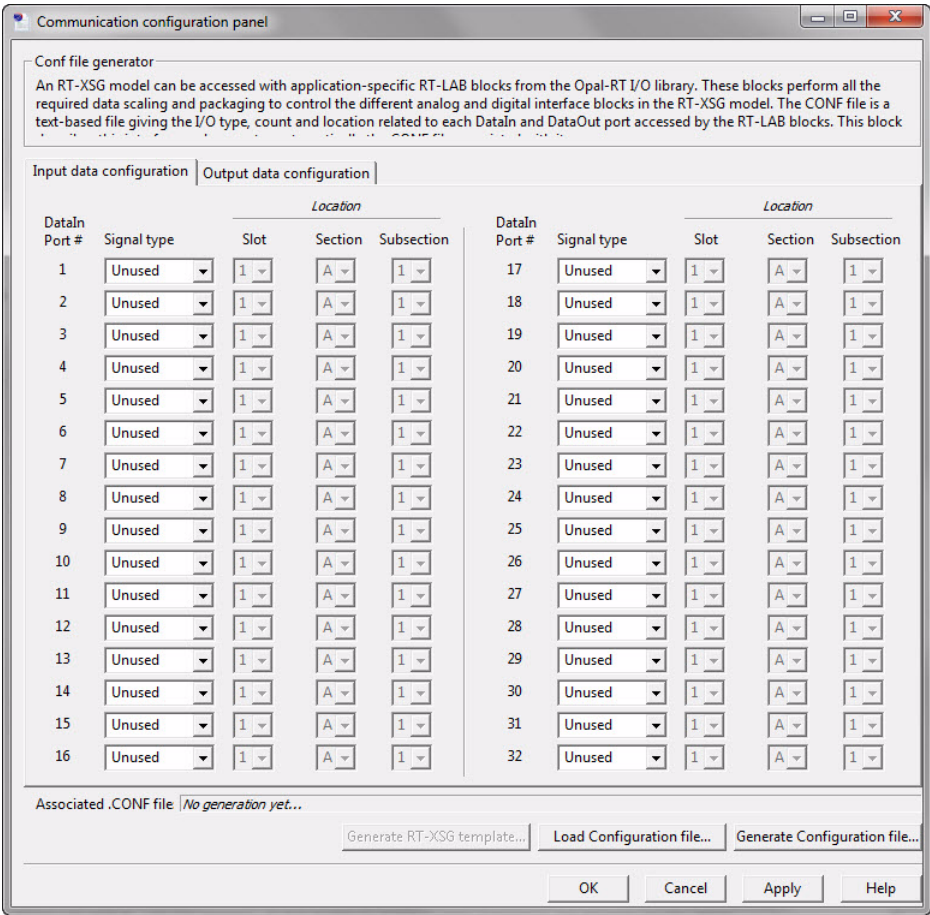 Communication configuration panel
Conf file generator
An RT-XSG model can be accessed with application-specific RT-LAB blocks from the Opal-RT I/O library. These blocks perform all the
required data scaling and packaging to control the different analog and digital interface blocks in the RT-XSG model. The CONF file is a
text-based file giving the I/O type, count and location related to each DataIn and DataOut port accessed by the RT-LAB blocks. This block
Input data configuration Output data configuration
Location Location
DataIn DataIn
Port # Signal type Slot Section Subsection Port # Signal type Slot Section Subsection
1 Unused 1 A 1 17 Unused 1 A 1
2 Unused 1 A 1 18 Unused 1 A 1
3 Unused 1 A 1 19 Unused 1 A 1
4 Unused 1 A 1 20 Unused 1 A 1
5 Unused 1 A 1 21 Unused 1 A 1
6 Unused 1 A 1 22 Unused 1 A 1
7 Unused 1 A 1 23 Unused 1 A 1
8 Unused 1 A 1 24 Unused 1 A 1
9 Unused 1 A 1 25 Unused 1 A 1
10 Unused 1 A 1 26 Unused 1 A 1
11 Unused 1 A 1 27 Unused 1 A 1
12 Unused 1 A 1 28 Unused 1 A 1
13 Unused 1 A 1 29 Unused 1 A 1
14 Unused 1 A 1 30 Unused 1 A 1
15 Unused 1 A 1 31 Unused 1 A 1
16 Unused 1 A 1 32 Unused 1 A 1
Associated .CONF file No generation yet...
Generate RT-XSG template... Load Configuration file... Generate Configuration file...
OK Cancel Apply Help